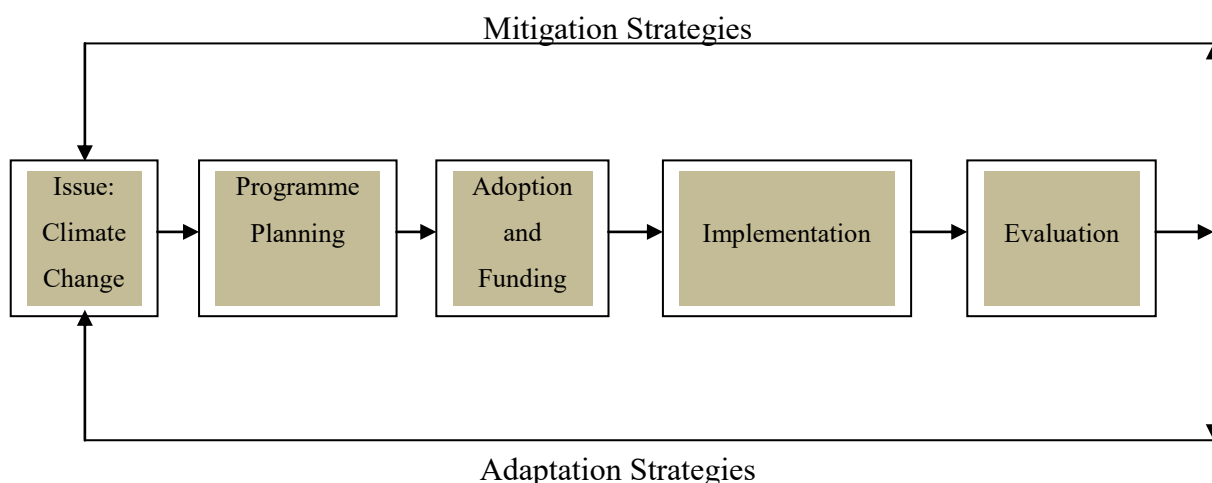 Mitigation Strategies
Issue:
Climate
Change
Programme
Planning
Adoption
and
Funding
Implementation
Evaluation
Adaptation Strategies